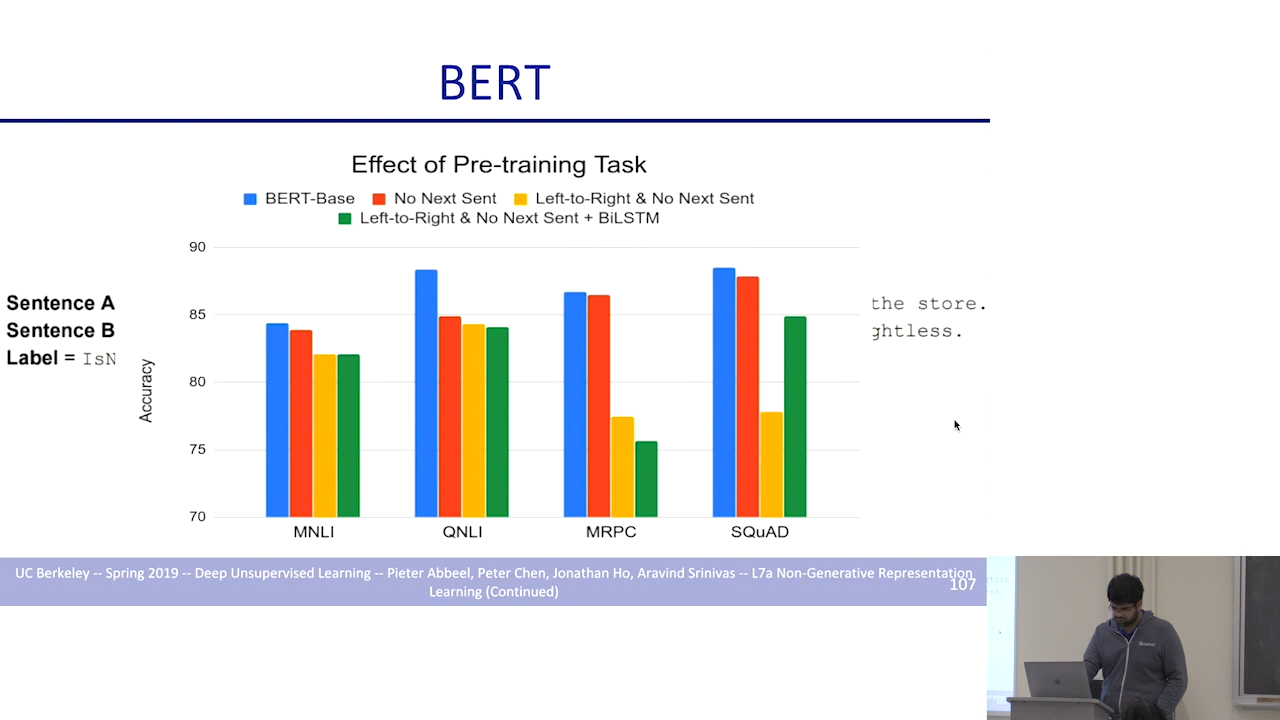 BERT
Effect of Pre-training Task
BERT-Base No Next Sent Left-to-Right & No Next Sent
Left-to-Right & No Next Sent + BiLSTM
90
85
80
75
70
Accuracy
MNLI QNLI MRPC SQuAD
Sentence A the store.
Sentence B ghtless.
Label = IsN
UC Berkeley -- Spring 2019 -- Deep Unsupervised Learning -- Pieter Abbeel, Peter Chen, Jonathan Ho, Aravind Srinivas -- L7a Non-Generative Representation
Learning (Continued)
107